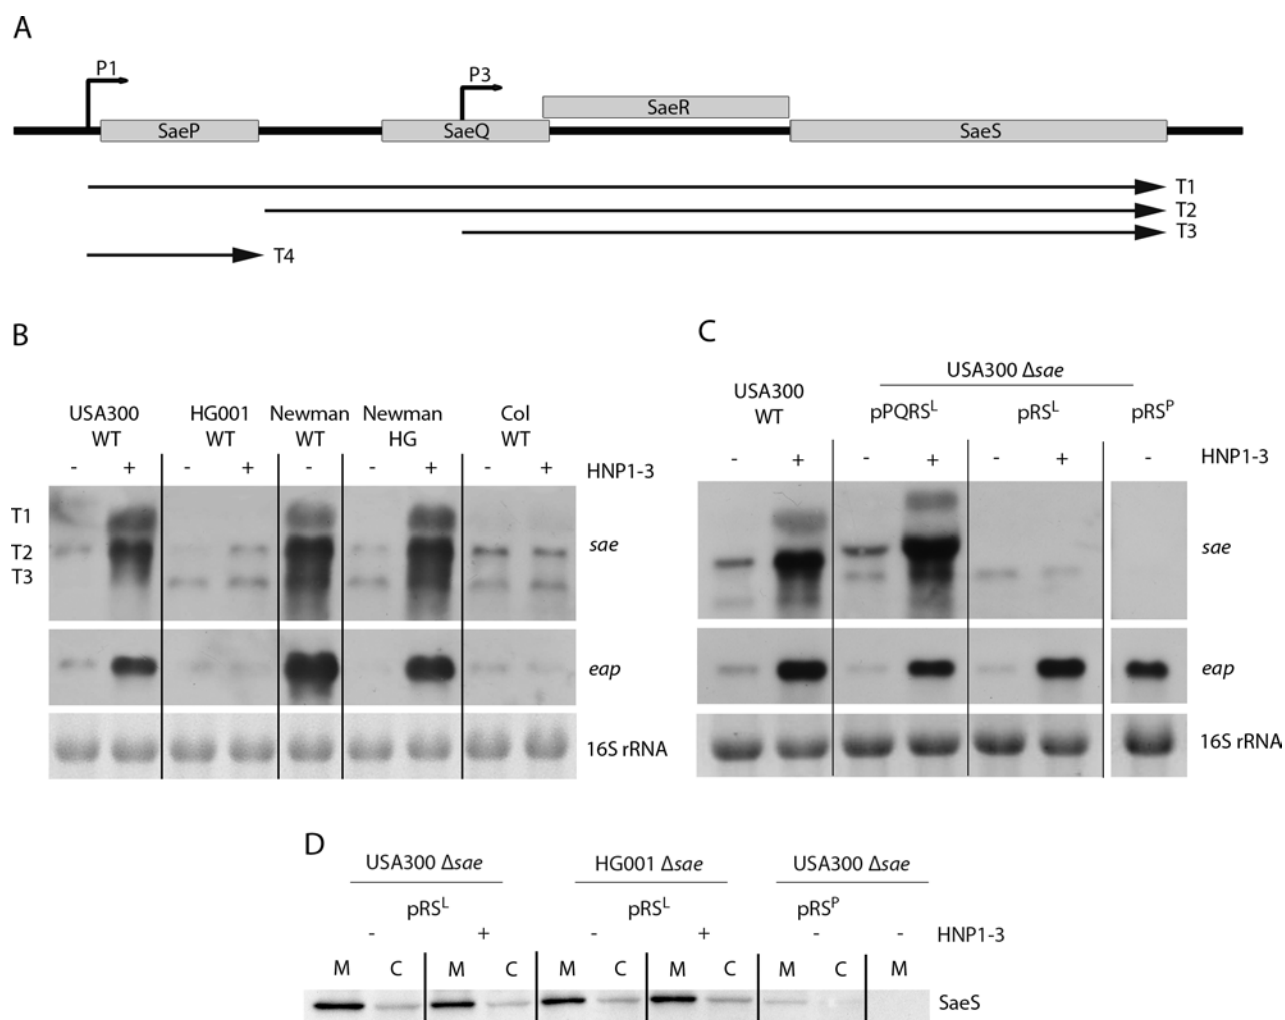 A
P1
P3
SaeR
SaeP
SaeQ
SaeS
T1
T2
T3
T4
B
USA300 WT
HG001 WT
Newman WT
Newman HG
Col WT
- + - + - - + - + HNP1-3
T1
T2
T3
sae
eap
16S rRNA
C
USA300 Δsae
USA300 WT
pPQRS^L
pRS^L
pRS^P
- + - + - + - HNP1-3
sae
eap
16S rRNA
D
USA300 Δsae HG001 Δsae USA300 Δsae
pRS^L pRS^L pRS^P
- + - + - - HNP1-3
M C M C M C M C M C M
SaeS